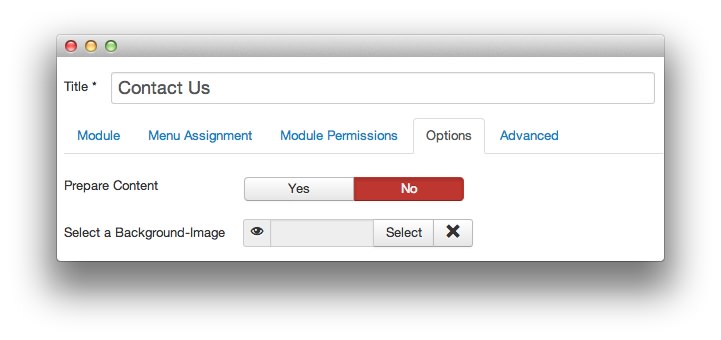 Title * Contact Us
Module Menu Assignment Module Permissions Options Advanced
Prepare Content Yes No
Select a Background-Image Select